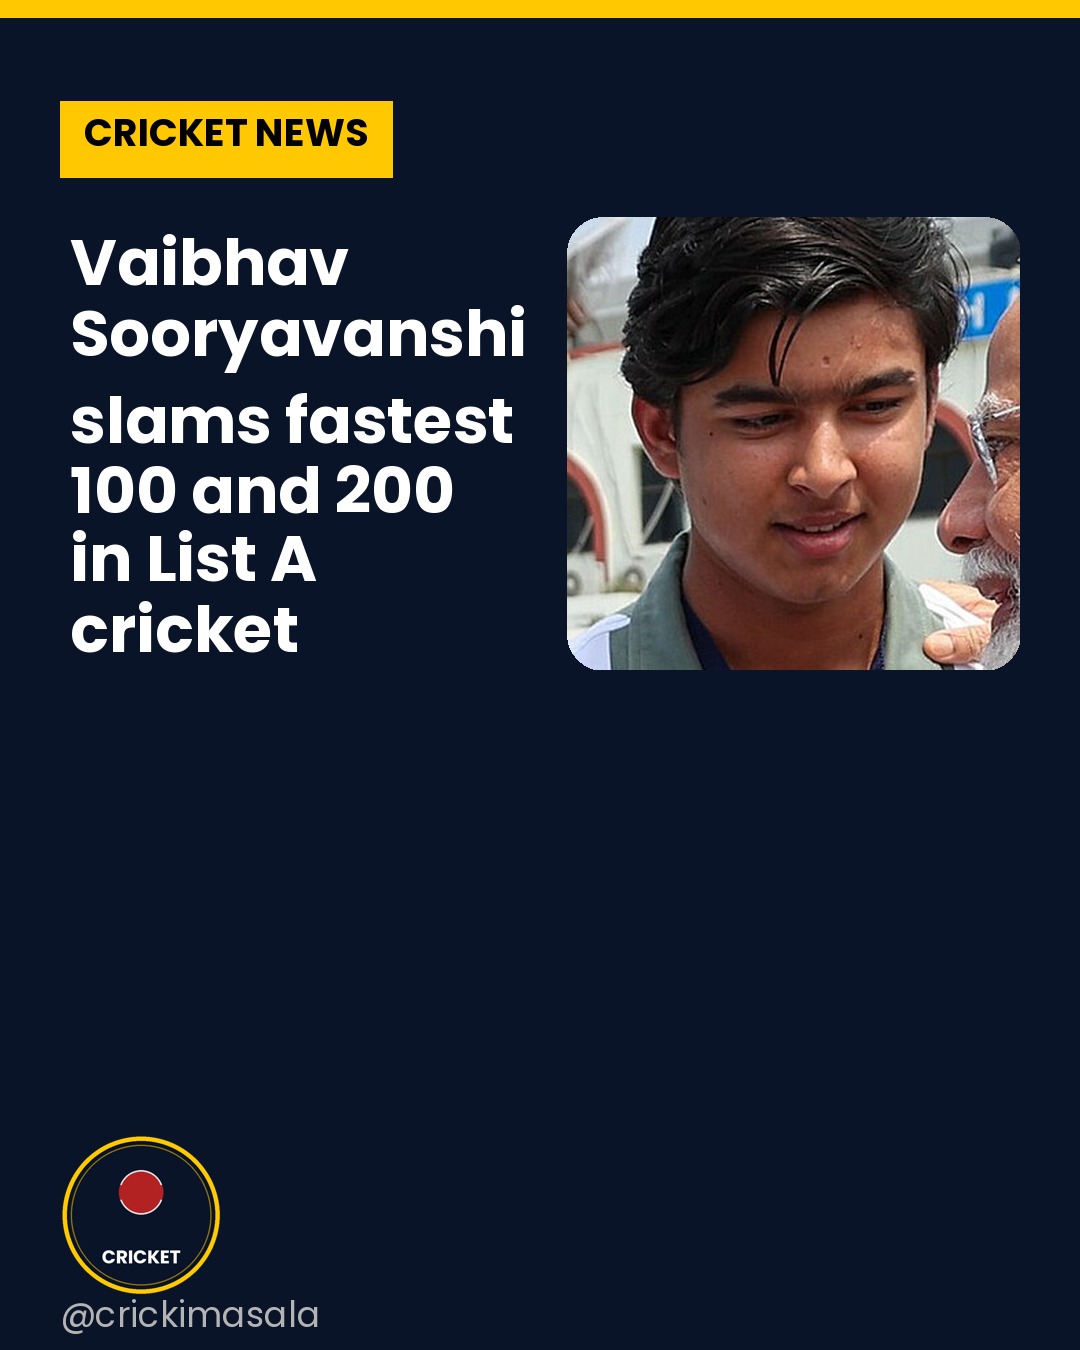 CRICKET NEWS
Vaibhav
Sooryavanshi
slams fastest
100 and 200
in List A
cricket
H
CRICKET
@crickimasala